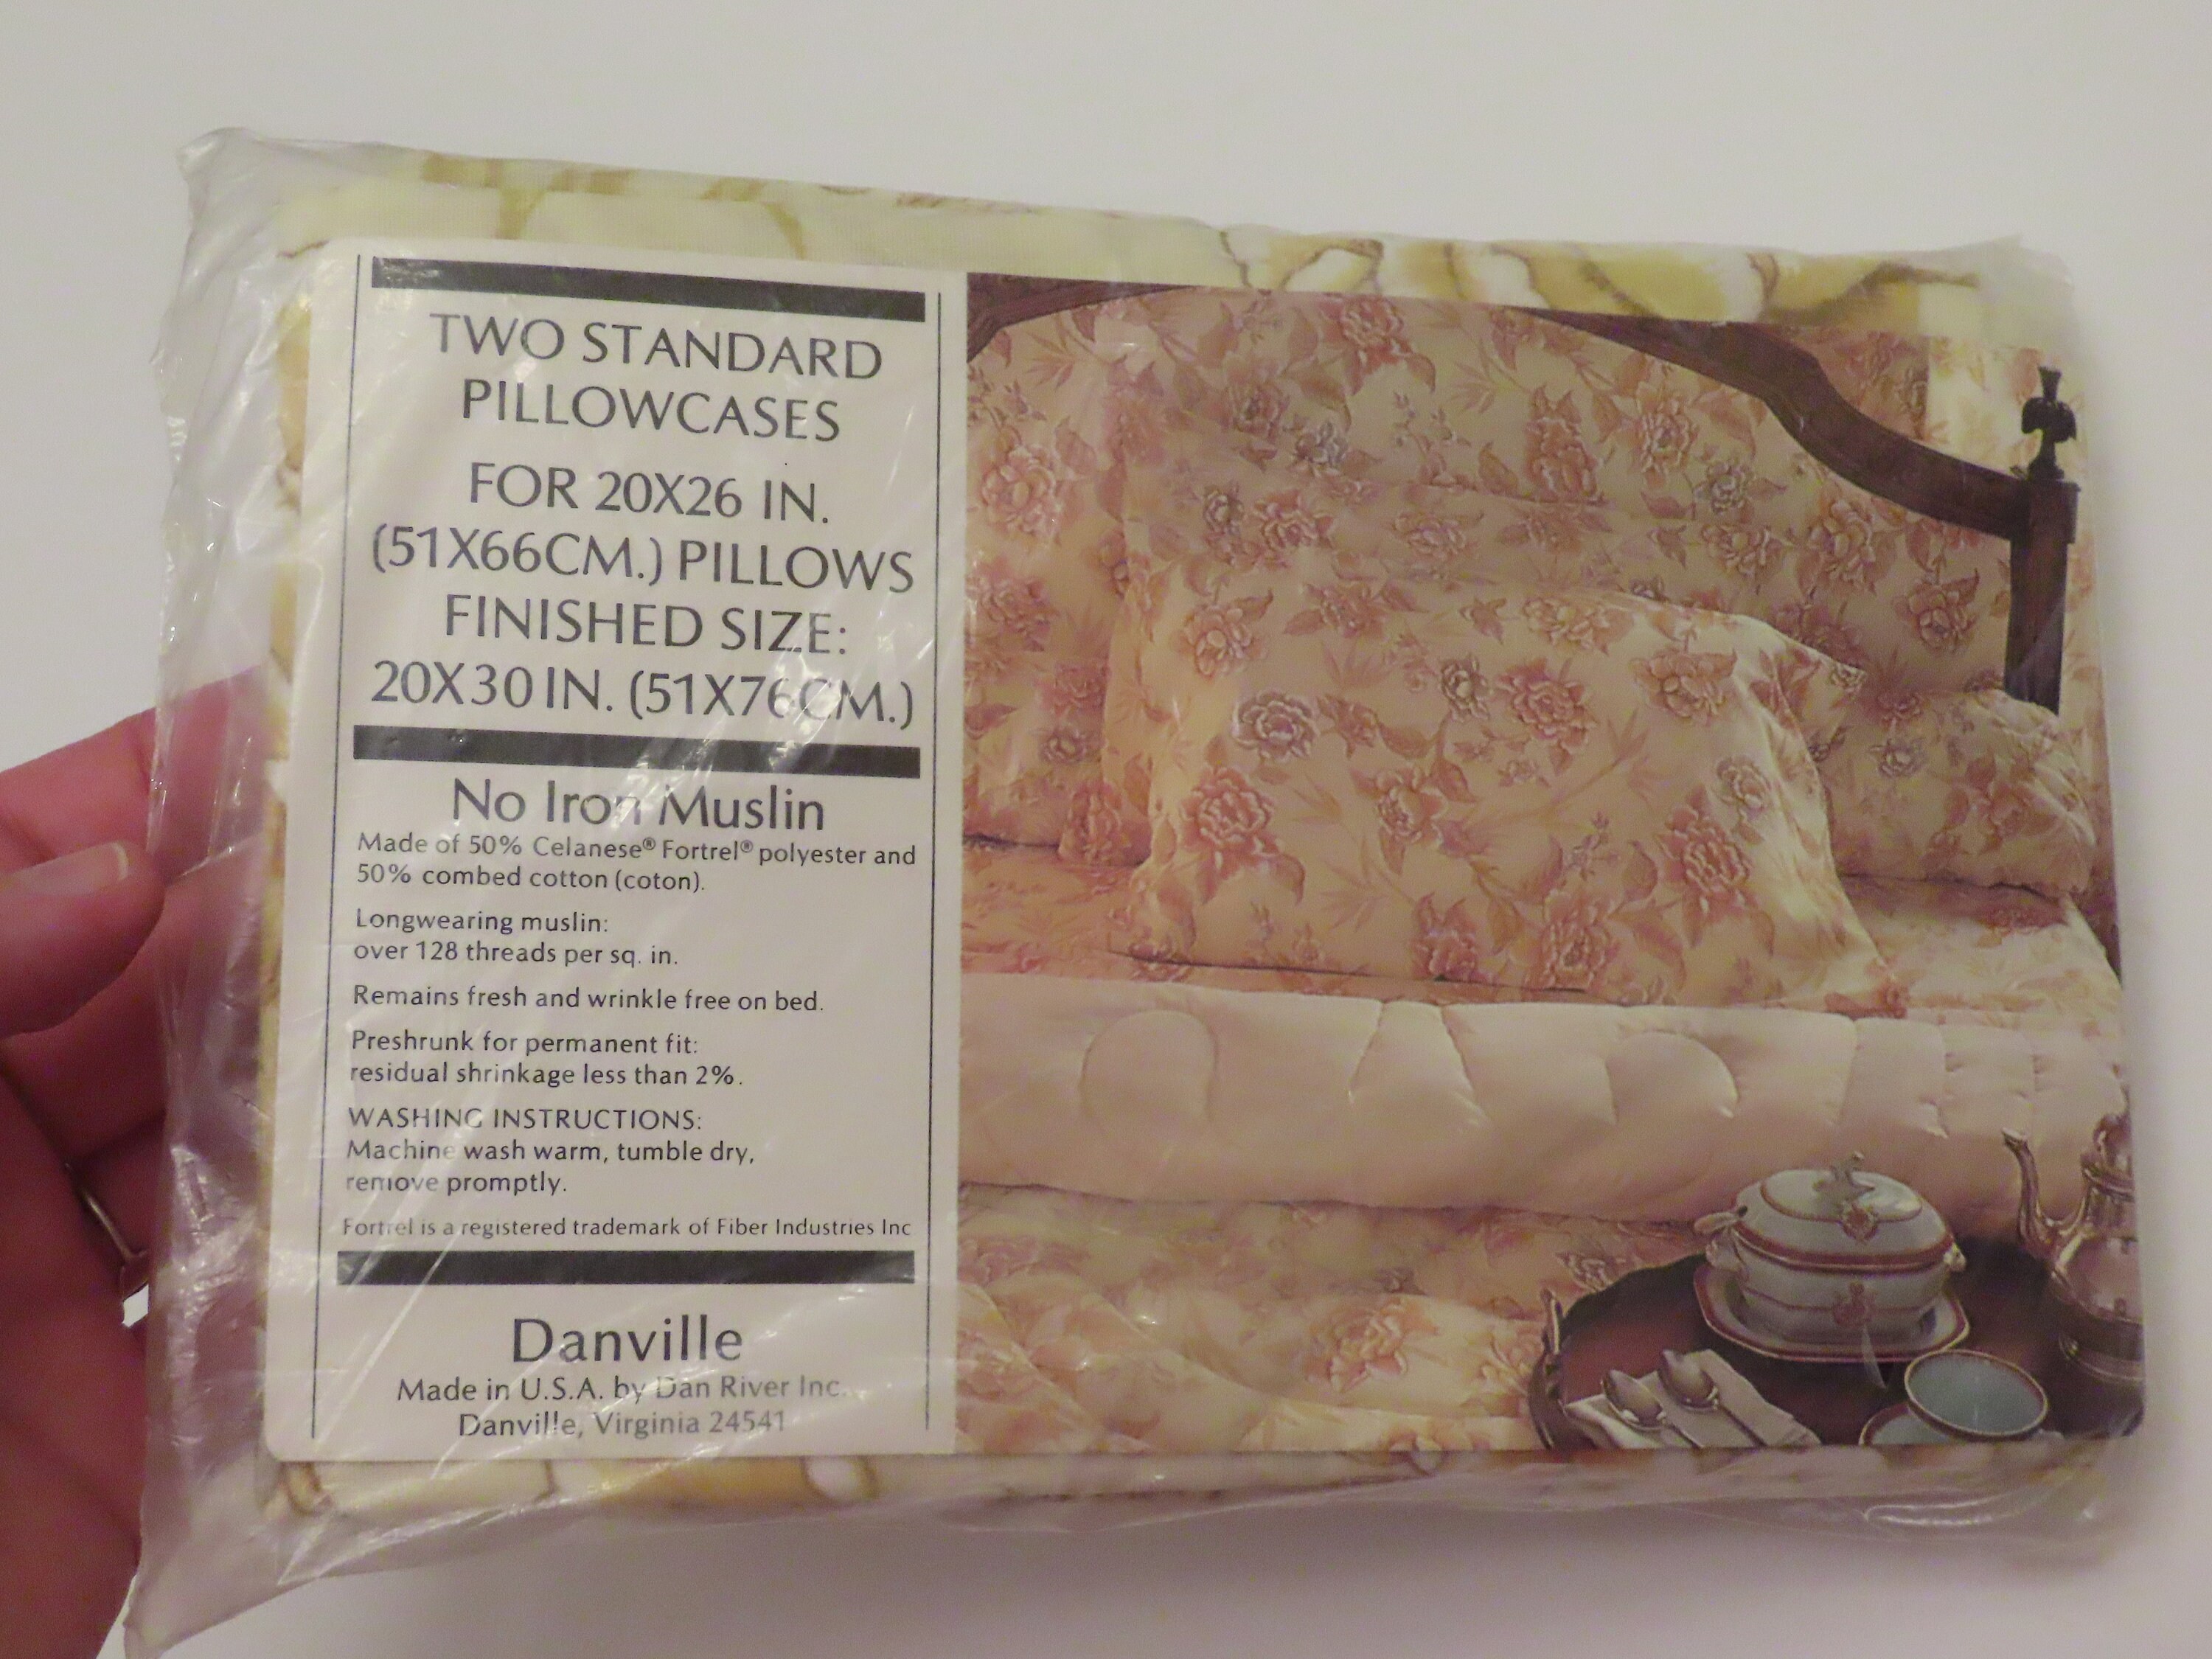 TWO STANDARD
PILLOWCASES
FOR 20X26 IN.
(51X66CM.) PILLOWS
FINISHED SIZE:
20X30 IN. (51X76CM.)
No Iron Muslin
Made of 50% Celanese® Fortrel® polyester and
50% combed cotton (coton).
Longwearing muslin:
over 128 threads per sq. in.
Remains fresh and wrinkle free on bed.
Preshrunk for permanent fit:
residual shrinkage less than 2%.
WASHING INSTRUCTIONS:
Machine wash warm, tumble dry,
remove promptly.
Fortrel is a registered trademark of Fiber Industries Inc
Danville
Made in U.S.A. by Dan River Inc.
Danville, Virginia 24541